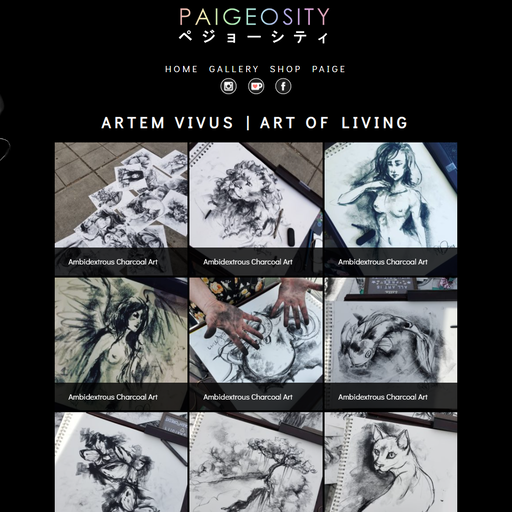 PAIGEOSITY
ペジョーシティ
HOME GALLERY SHOP PAIGE
ARTEM VIVUS | ART OF LIVING
Ambidextrous Charcoal Art
Ambidextrous Charcoal Art
Ambidextrous Charcoal Art
Ambidextrous Charcoal Art
Ambidextrous Charcoal Art
Ambidextrous Charcoal Art